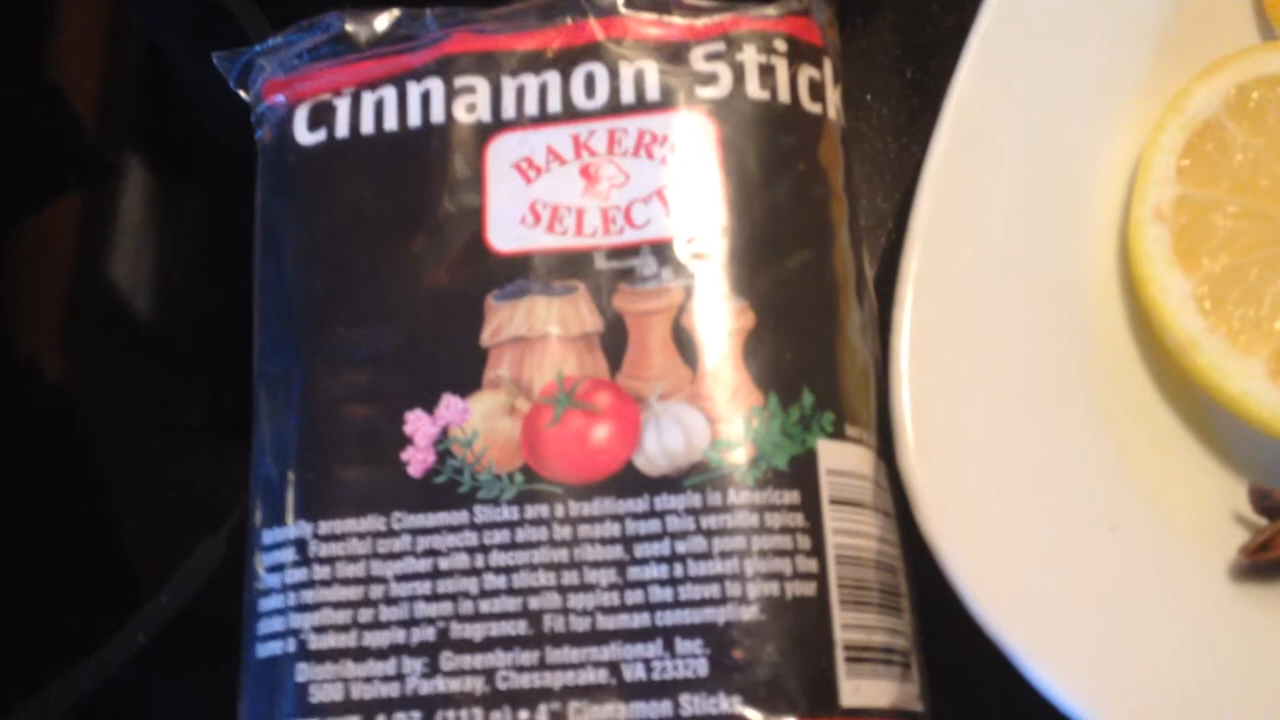 Cinnamon Stick
BAKER'S
SELECT
aromatic Cinnamon Sticks are a traditional staple in American
Fanciful craft projects can also be made from this versatile spice.
can be tied together with a decorative ribbon, used with pom poms to
a reindeer or horse using the sticks as legs, make a basket gluing the
together or boil them in water with apples on the stove to give your
a "baked apple pie" fragrance. Fit for human consumption.
Distributed by: Greenbrier International, Inc.
500 Volvo Parkway, Chesapeake, VA 23320
4 OZ. (113 g) • 4" Cinnamon Sticks